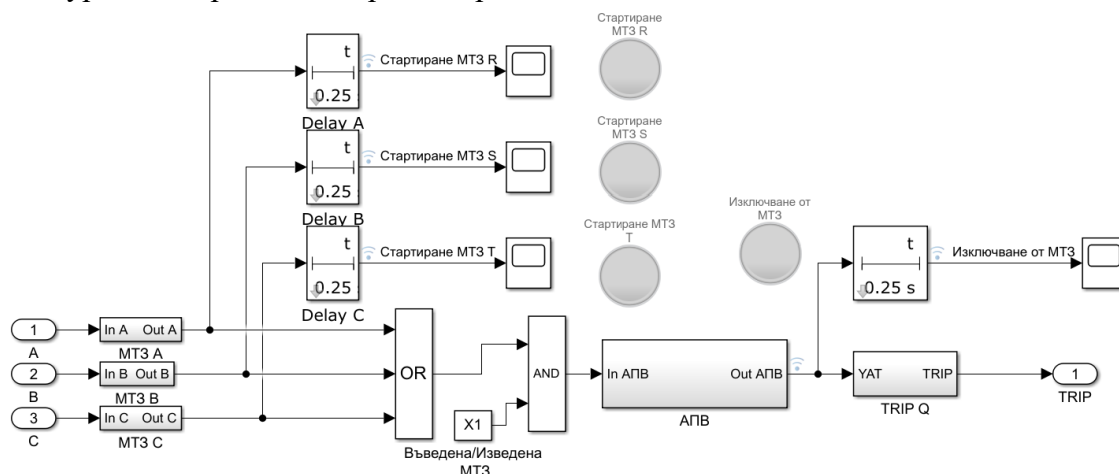 Стартиране
МТЗ R
t
0.25 s
Delay A
Стартиране МТЗ R
Стартиране
МТЗ S
t
0.25 s
Delay B
Стартиране МТЗ S
Стартиране МТЗ
T
Изключване от
МТЗ
t
0.25 s
Delay C
Стартиране МТЗ T
t
0.25 s
Изключване от МТЗ
1
A
In A Out A
МТЗ A
2
B
In B Out B
МТЗ B
3
C
In C Out C
МТЗ C
OR
X1
Въведена/Изведена
МТЗ
AND
In АПВ Out АПВ
АПВ
YAT TRIP
TRIP Q
1
TRIP